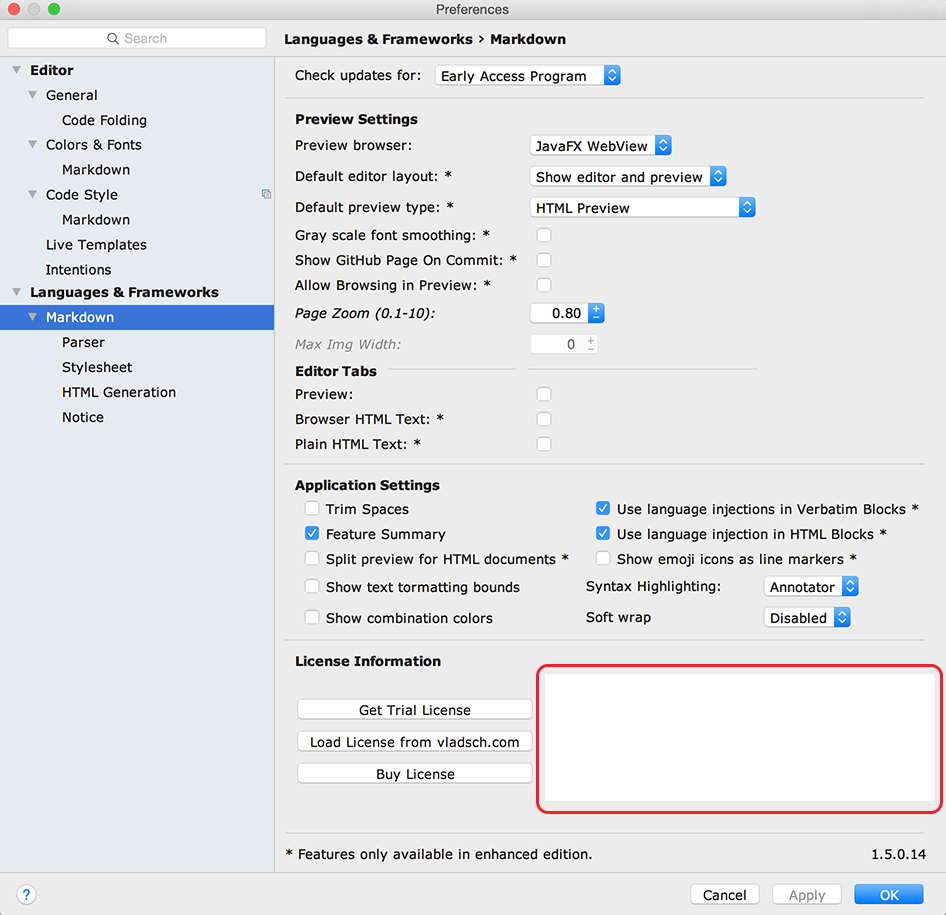 Preferences
Search
Languages & Frameworks › Markdown
Editor
General
Code Folding
Colors & Fonts
Markdown
Code Style
Markdown
Live Templates
Intentions
Languages & Frameworks
Markdown
Parser
Stylesheet
HTML Generation
Notice
Check updates for: Early Access Program
Preview Settings
Preview browser: JavaFX WebView
Default editor layout: * Show editor and preview
Default preview type: * HTML Preview
Gray scale font smoothing: *
Show GitHub Page On Commit: *
Allow Browsing in Preview: *
Page Zoom (0.1-10): 0.80
Max Img Width: 0
Editor Tabs
Preview:
Browser HTML Text: *
Plain HTML Text: *
Application Settings
Trim Spaces Use language injections in Verbatim Blocks *
Feature Summary Use language injection in HTML Blocks *
Split preview for HTML documents * Show emoji icons as line markers *
Show text tormatting bounds Syntax Highlighting: Annotator
Show combination colors Soft wrap Disabled
License Information
Get Trial License
Load License from vladsch.com
Buy License
* Features only available in enhanced edition. 1.5.0.14
? Cancel Apply OK